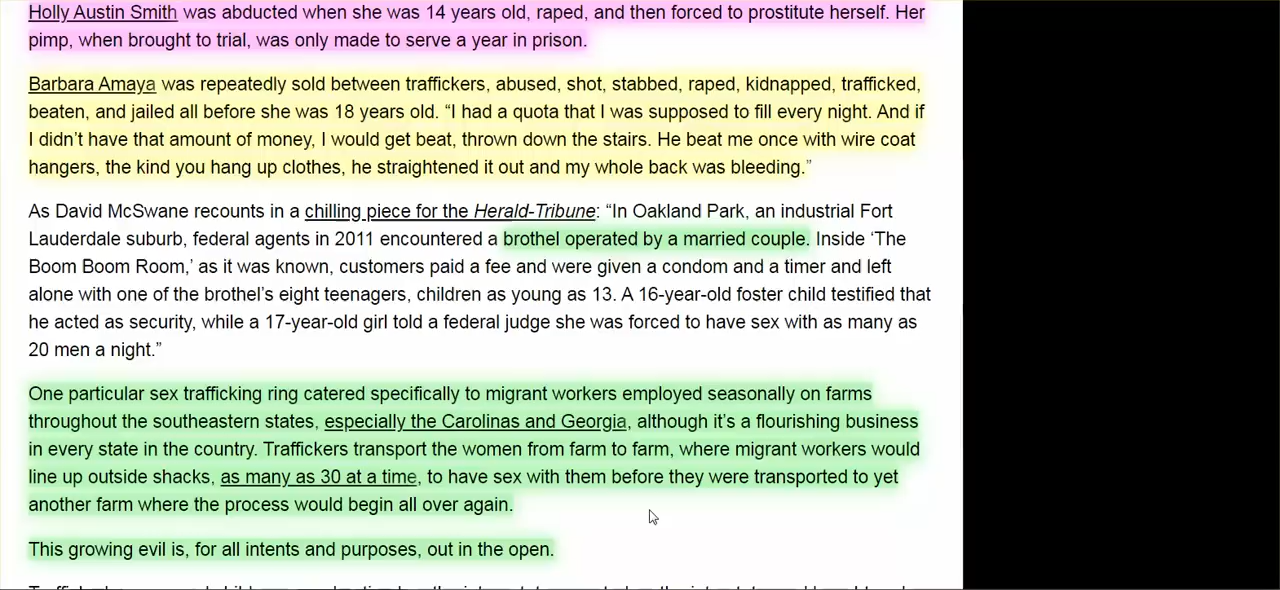 Holly Austin Smith was abducted when she was 14 years old, raped, and then forced to prostitute herself. Her
pimp, when brought to trial, was only made to serve a year in prison.
Barbara Amaya was repeatedly sold between traffickers, abused, shot, stabbed, raped, kidnapped, trafficked,
beaten, and jailed all before she was 18 years old. “I had a quota that I was supposed to fill every night. And if
I didn’t have that amount of money, I would get beat, thrown down the stairs. He beat me once with wire coat
hangers, the kind you hang up clothes, he straightened it out and my whole back was bleeding.”
As David McSwane recounts in a chilling piece for the Herald-Tribune: “In Oakland Park, an industrial Fort
Lauderdale suburb, federal agents in 2011 encountered a brothel operated by a married couple. Inside ‘The
Boom Boom Room,’ as it was known, customers paid a fee and were given a condom and a timer and left
alone with one of the brothel’s eight teenagers, children as young as 13. A 16-year-old foster child testified that
he acted as security, while a 17-year-old girl told a federal judge she was forced to have sex with as many as
20 men a night.”
One particular sex trafficking ring catered specifically to migrant workers employed seasonally on farms
throughout the southeastern states, especially the Carolinas and Georgia, although it’s a flourishing business
in every state in the country. Traffickers transport the women from farm to farm, where migrant workers would
line up outside shacks, as many as 30 at a time, to have sex with them before they were transported to yet
another farm where the process would begin all over again.
This growing evil is, for all intents and purposes, out in the open.